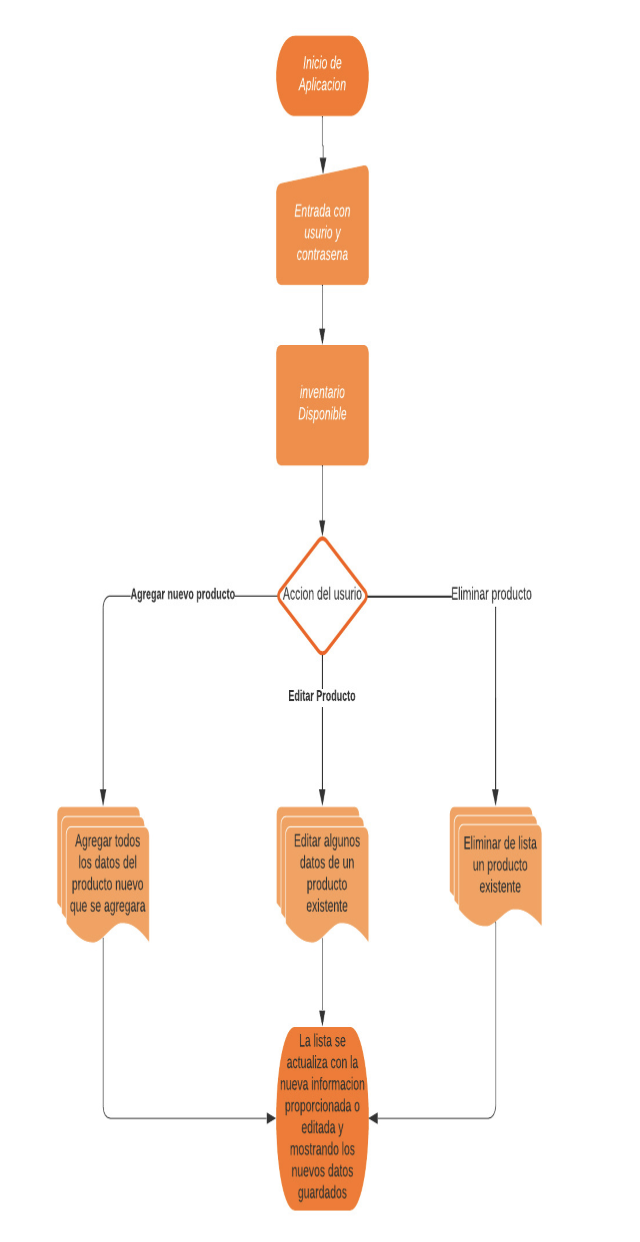 Inicio de
Aplicacion
Entrada con
usurio y
contrasena
inventario
Disponible
Agregar nuevo producto
Accion del usurio
Eliminar producto
Editar Producto
Agregar todos
los datos del
producto nuevo
que se agregara
Editar algunos
datos de un
producto
existente
Eliminar de lista
un producto
existente
La lista se
actualiza con la
nueva informacion
proporcionada o
editada y
mostrando los
nuevos datos
guardados